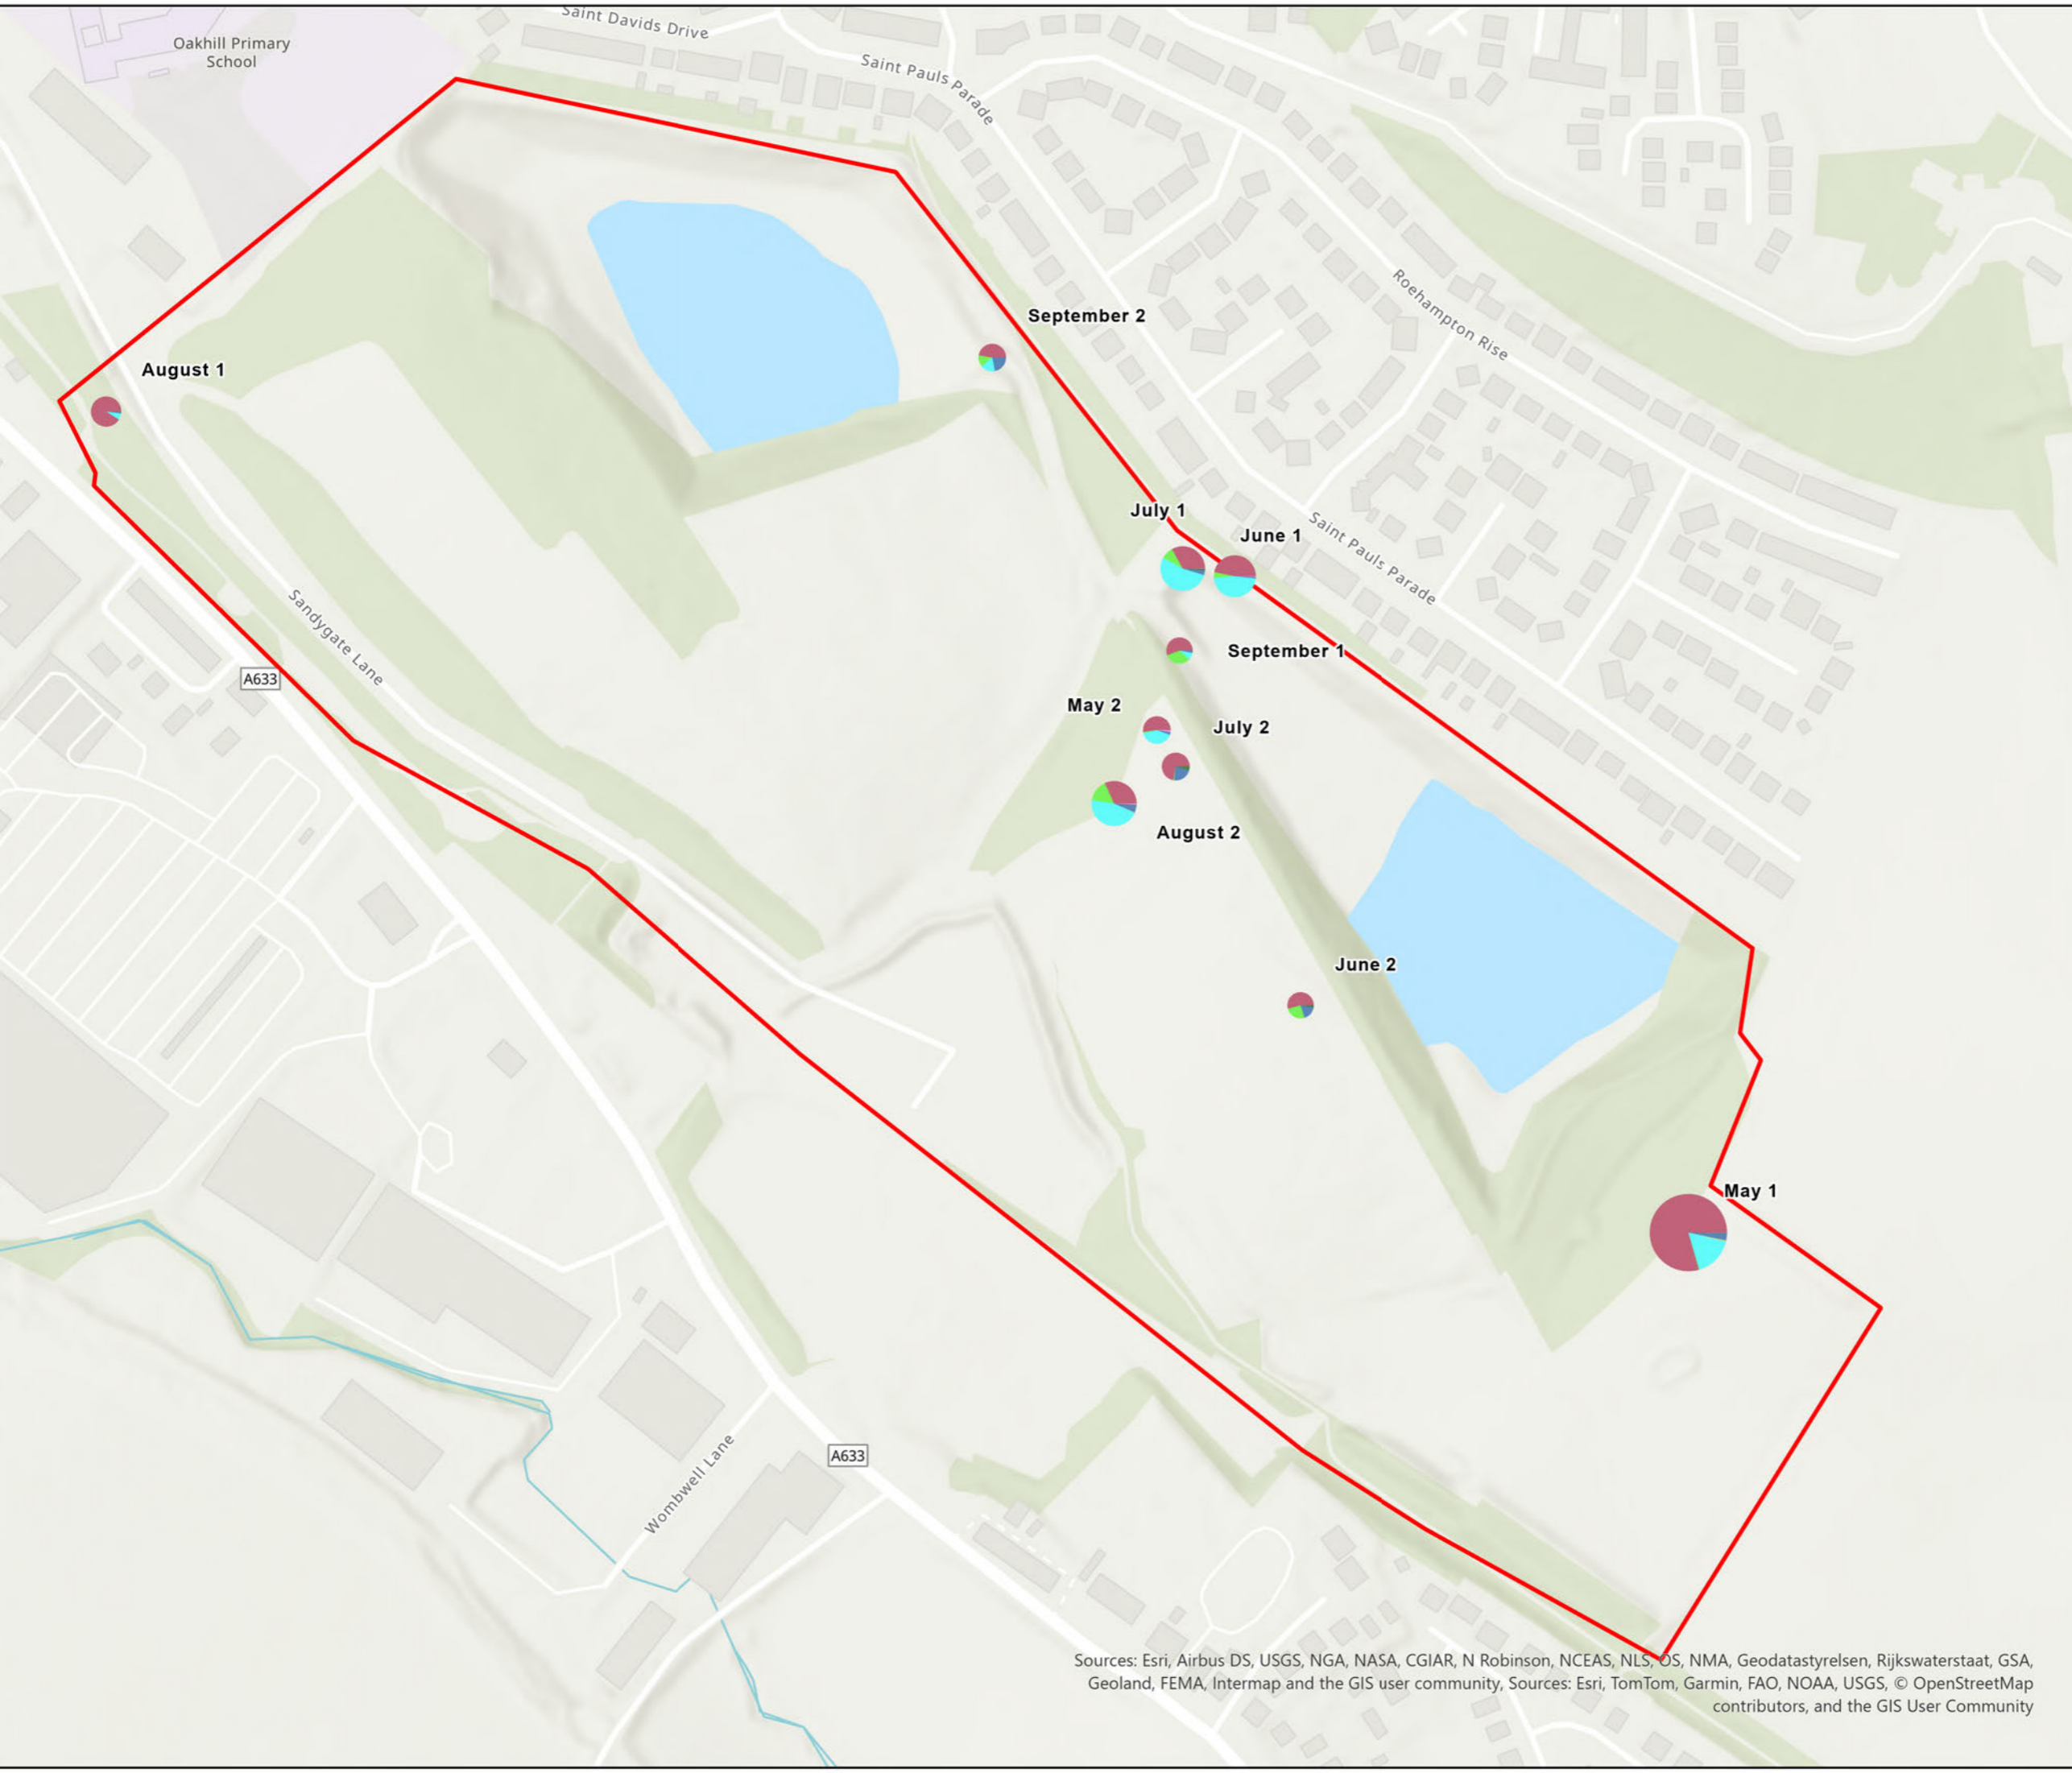 Saint Davids Drive
Oakhill Primary
School
Saint Pauls Parade
Roehampton Rise
September 2
August 1
July 1
June 1
Saint Pauls Parade
Sandygate Lane
September 1
A633
May 2
July 2
August 2
June 2
May 1
Wombwell Lane
A633
Sources: Esri, Airbus DS, USGS, NGA, NASA, CGIAR, N Robinson, NCEAS, NLS, OS, NMA, Geodatastyrelsen, Rijkswaterstaat, GSA,
Geoland, FEMA, Intermap and the GIS user community, Sources: Esri, TomTom, Garmin, FAO, NOAA, USGS, © OpenStreetMap
contributors, and the GIS User Community